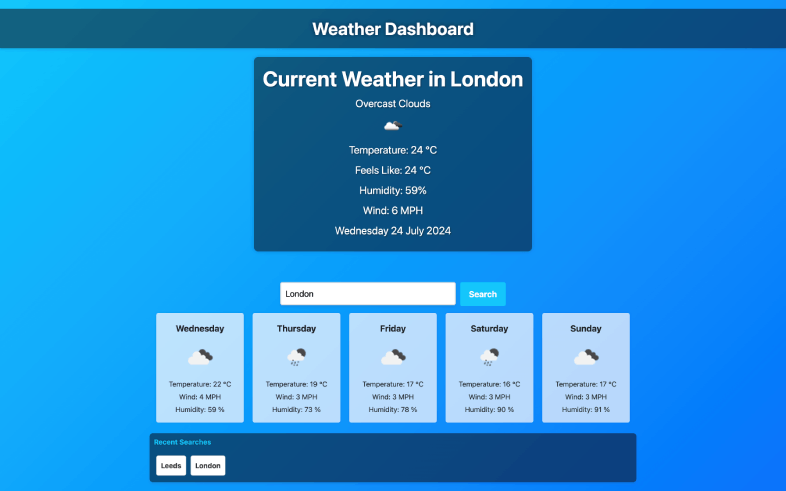 Weather Dashboard
Current Weather in London
Overcast Clouds
Temperature: 24 °C
Feels Like: 24 °C
Humidity: 59%
Wind: 6 MPH
Wednesday 24 July 2024
London
Search
Wednesday
Temperature: 22 °C
Wind: 4 MPH
Humidity: 59 %
Thursday
Temperature: 19 °C
Wind: 3 MPH
Humidity: 73 %
Friday
Temperature: 17 °C
Wind: 3 MPH
Humidity: 78 %
Saturday
Temperature: 16 °C
Wind: 3 MPH
Humidity: 90 %
Sunday
Temperature: 17 °C
Wind: 3 MPH
Humidity: 91 %
Recent Searches
Leeds
London